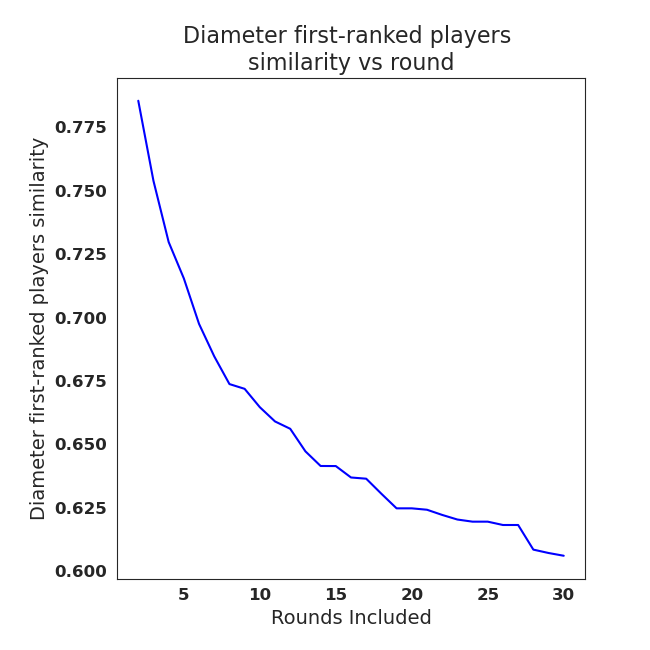 Diameter first-ranked players
similarity vs round
Diameter first-ranked players similarity
0.775
0.750
0.725
0.700
0.675
0.650
0.625
0.600
5 10 15 20 25 30
Rounds Included